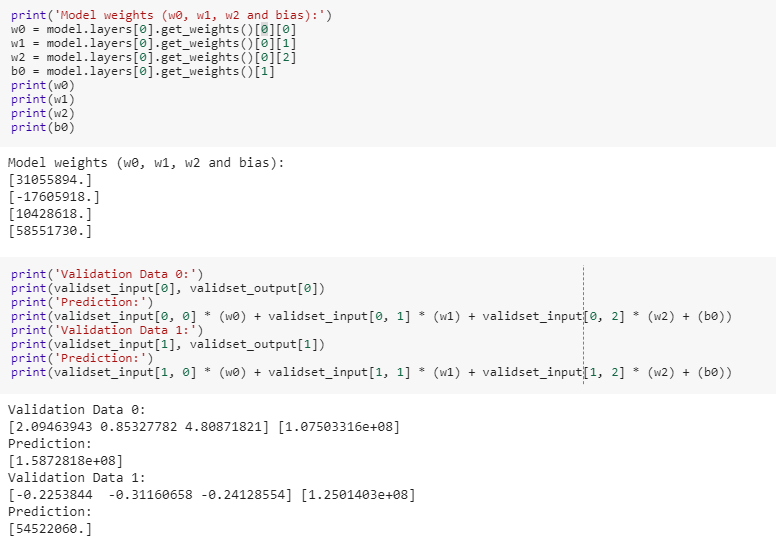 print('Model weights (w0, w1, w2 and bias):')
w0 = model.layers[0].get_weights()[0][0]
w1 = model.layers[0].get_weights()[0][1]
w2 = model.layers[0].get_weights()[0][2]
b0 = model.layers[0].get_weights()[1]
print(w0)
print(w1)
print(w2)
print(b0)
Model weights (w0, w1, w2 and bias):
[31055894.]
[-17605918.]
[10428618.]
[58551730.]
print('Validation Data 0:')
print(validset_input[0], validset_output[0])
print('Prediction:')
print(validset_input[0, 0] * (w0) + validset_input[0, 1] * (w1) + validset_input[0, 2] * (w2) + (b0))
print('Validation Data 1:')
print(validset_input[1], validset_output[1])
print('Prediction:')
print(validset_input[1, 0] * (w0) + validset_input[1, 1] * (w1) + validset_input[1, 2] * (w2) + (b0))
Validation Data 0:
[2.09463943 0.85327782 4.80871821] [1.07503316e+08]
Prediction:
[1.5872818e+08]
Validation Data 1:
[-0.2253844  -0.31160658 -0.24128554] [1.2501403e+08]
Prediction:
[54522060.]